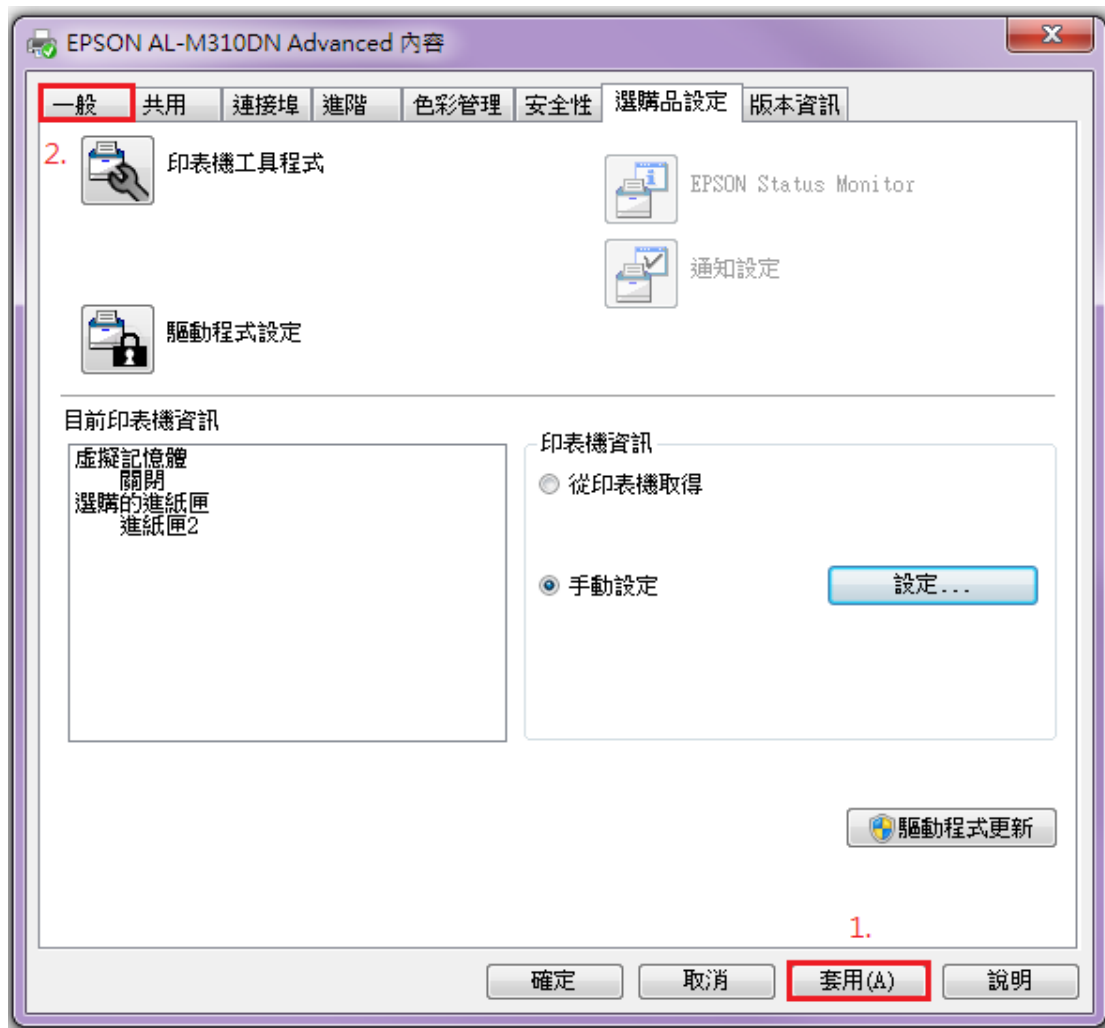 EPSON AL-M310DN Advanced 內容
一般 共用 連接埠 進階 色彩管理 安全性 選購品設定 版本資訊
2.
印表機工具程式
EPSON Status Monitor
通知設定
驅動程式設定
目前印表機資訊
虛擬記憶體
關閉
選購的進紙匣
進紙匣2
印表機資訊
從印表機取得
手動設定
設定...
驅動程式更新
1.
確定 取消 套用(A) 說明